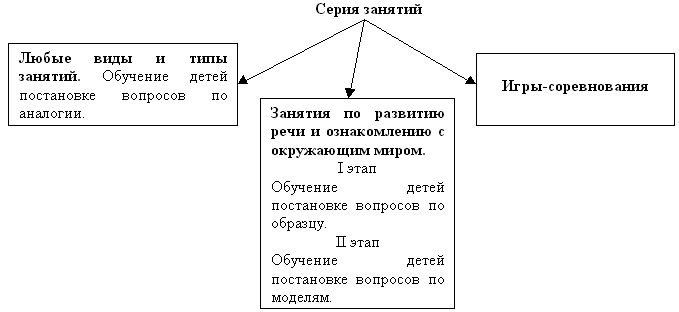 Серия занятий
Любые виды и типы
занятий. Обучение детей
постановке вопросов по
аналогии.
Занятия по развитию
речи и ознакомлению с
окружающим миром.
I этап
Обучение детей
постановке вопросов по
образцу.
II этап
Обучение детей
постановке вопросов по
моделям.
Игры-соревнования